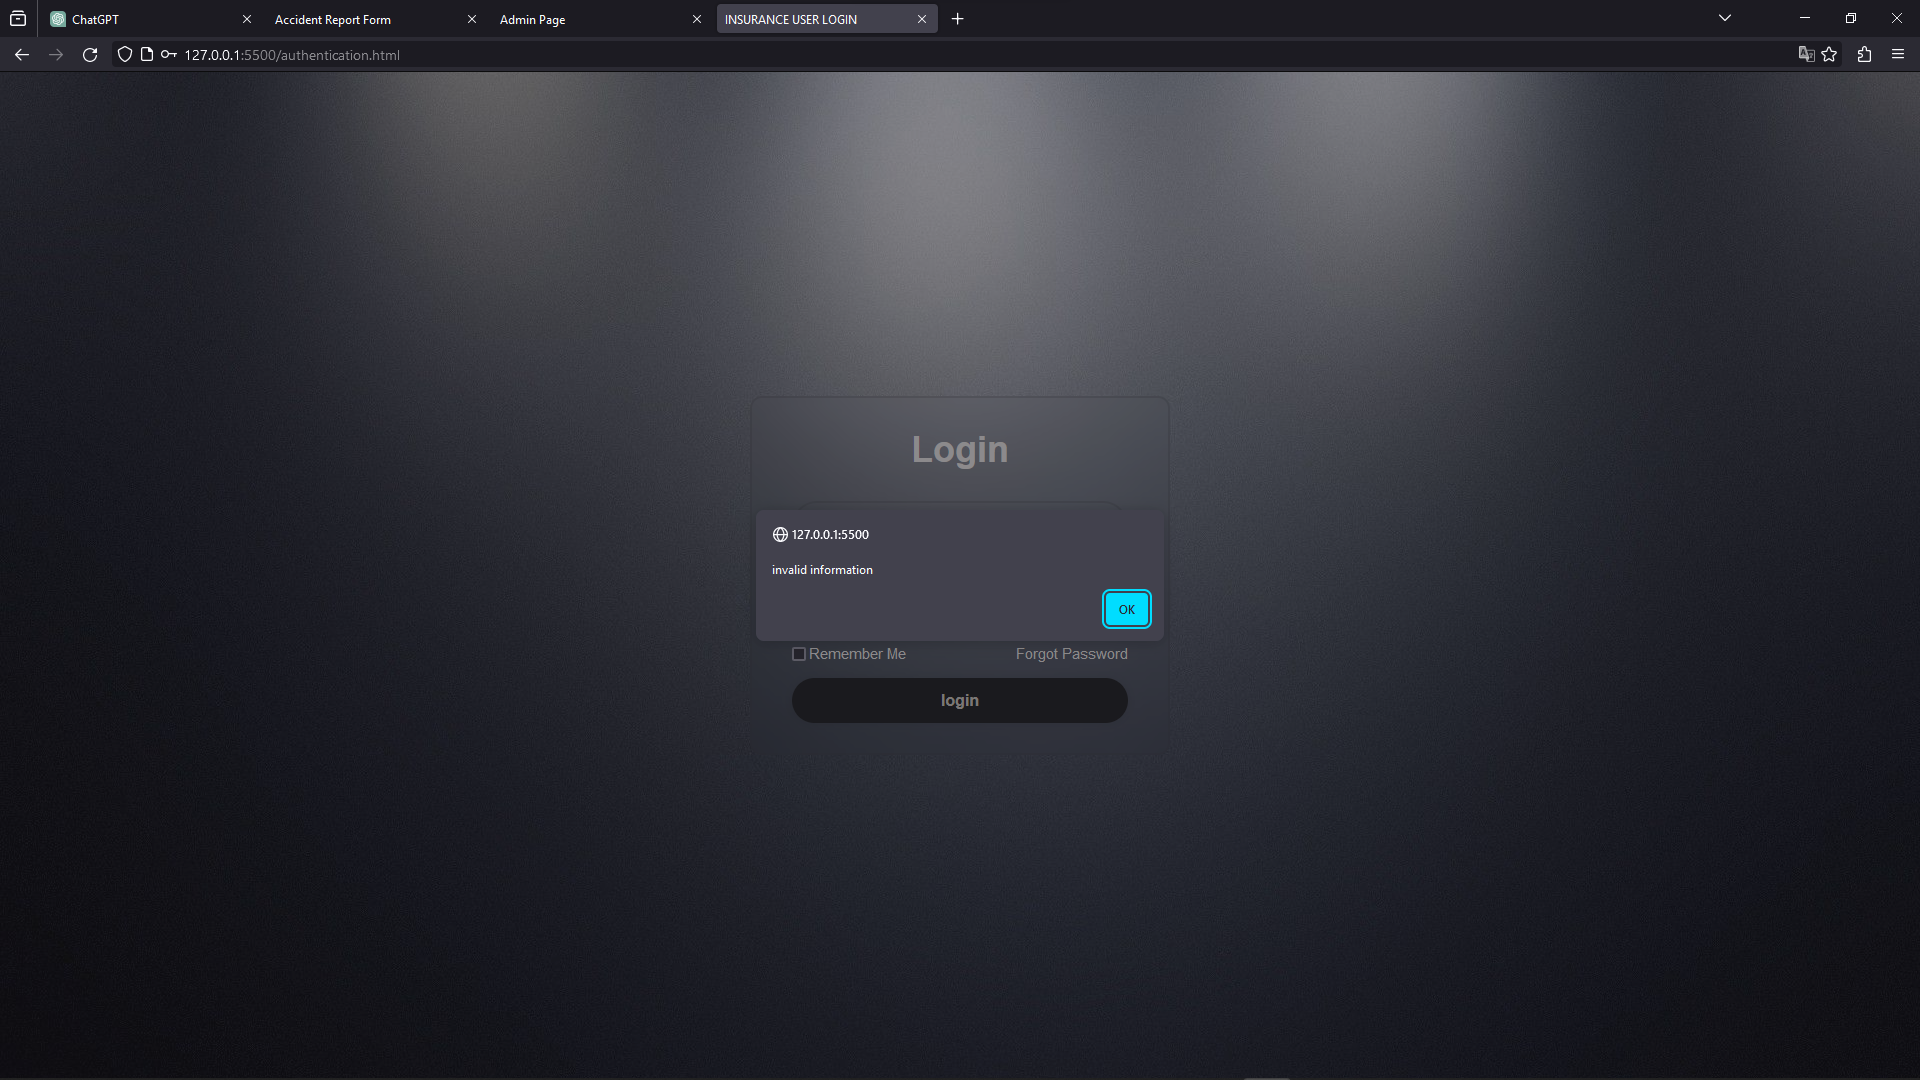 ChatGPT
Accident Report Form
Admin Page
INSURANCE USER LOGIN
127.0.0.1:5500/authentication.html
Login
127.0.0.1:5500
invalid information
OK
Remember Me
Forgot Password
login